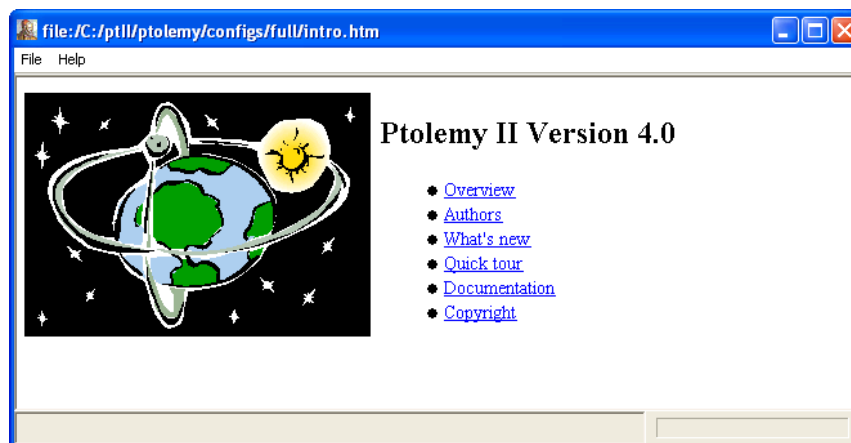 file:/C:/ptII/ptolemy/configs/full/intro.htm
File Help
Ptolemy II Version 4.0
Overview
Authors
What's new
Quick tour
Documentation
Copyright